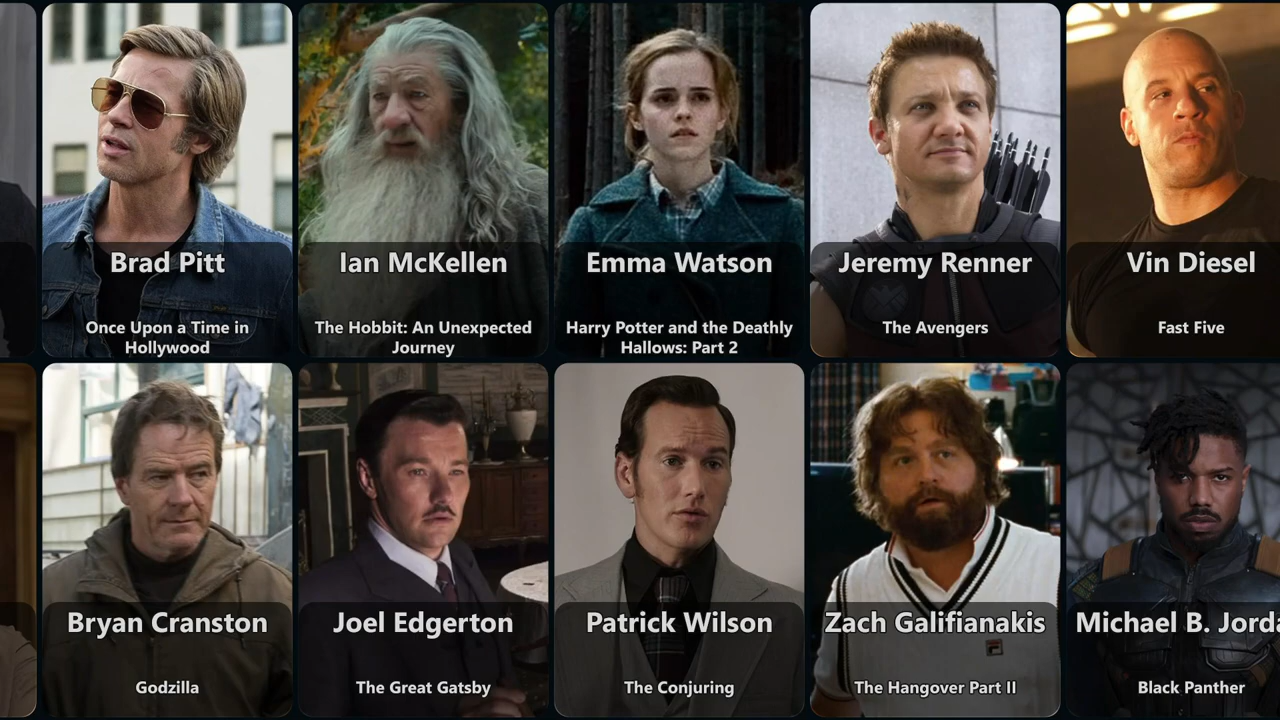 Brad Pitt
Once Upon a Time in
Hollywood
Ian McKellen
The Hobbit: An Unexpected
Journey
Emma Watson
Harry Potter and the Deathly
Hallows: Part 2
Jeremy Renner
The Avengers
Vin Diesel
Fast Five
Bryan Cranston
Godzilla
Joel Edgerton
The Great Gatsby
Patrick Wilson
The Conjuring
Zach Galifianakis
The Hangover Part II
Michael B. Jorda
Black Panther